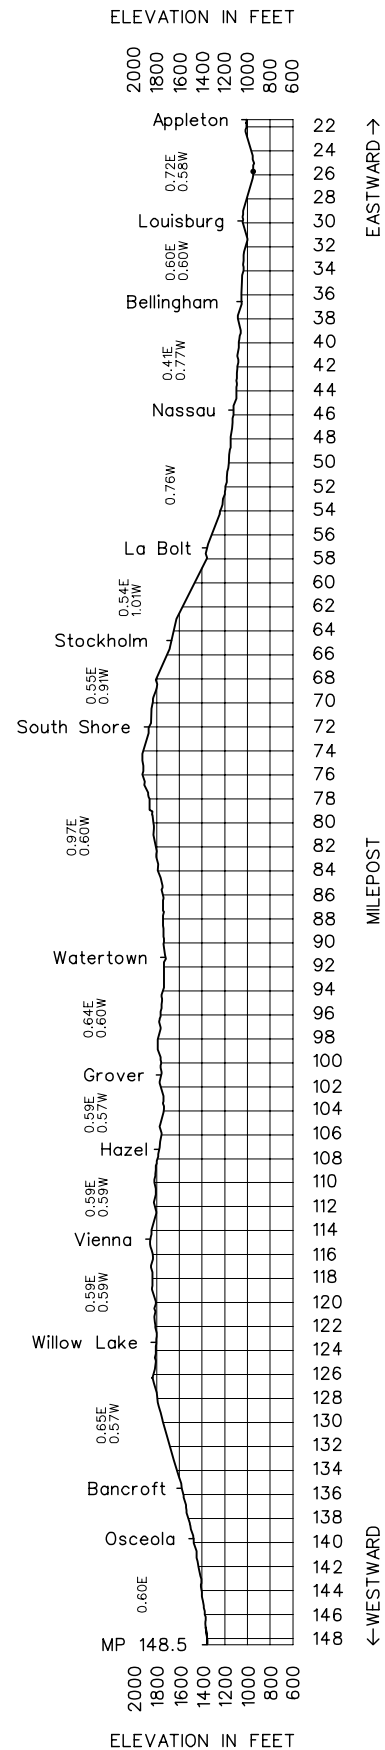 ELEVATION IN FEET
2000 1800 1600 1400 1200 1000 800 600
Appleton
22
EASTWARD→
24
0.72E
0.58W
26
28
Louisburg
30
32
0.60E
0.60W
34
36
Bellingham
38
40
0.41E
0.77W
42
44
Nassau
46
48
50
0.76W
52
54
56
La Bolt
58
60
0.54E
1.01W
62
64
Stockholm
66
68
0.55E
0.91W
70
South Shore
72
74
76
78
80
0.97E
0.60W
82
84
MILEPOST
86
88
90
Watertown
92
94
96
0.64E
0.60W
98
100
Grover
102
104
0.59E
0.57W
106
Hazel
108
110
0.59E
0.59W
112
114
Vienna
116
118
0.59E
0.59W
120
122
Willow Lake
124
126
128
130
0.65E
0.57W
132
134
Bancroft
136
138
Osceola
140
142
0.60E
144
←WESTWARD
146
MP 148.5
148
2000 1800 1600 1400 1200 1000 800 600
ELEVATION IN FEET